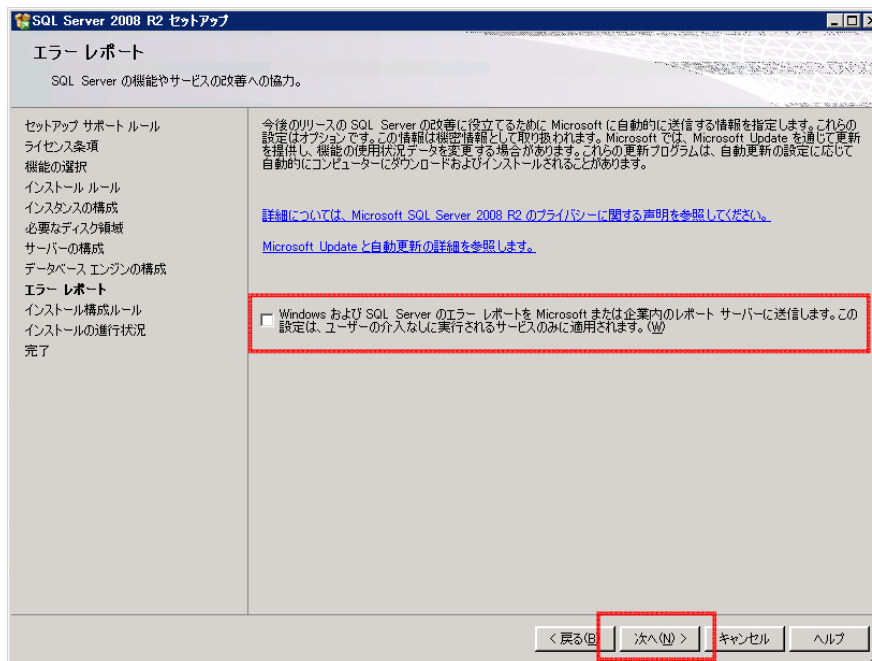 SQL Server 2008 R2 セットアップ
エラー レポート
SQL Server の機能やサービスの改善への協力。
セットアップ サポート ルール
ライセンス条項
機能の選択
インストール ルール
インスタンスの構成
必要なディスク領域
サーバーの構成
データベース エンジンの構成
エラー レポート
インストール構成ルール
インストールの進行状況
完了
今後のリリースの SQL Server の改善に役立てるために Microsoft に自動的に送信する情報を指定します。これらの
設定はオプションです。この情報は機密情報として取り扱われます。Microsoft では、Microsoft Update を通じて更新
を提供し、機能の使用状況データを変更する場合があります。これらの更新プログラムは、自動更新の設定に応じて
自動的にコンピューターにダウンロードおよびインストールされることがあります。
詳細については、Microsoft SQL Server 2008 R2 のプライバシーに関する声明を参照してください。
Microsoft Update と自動更新の詳細を参照します。
Windows および SQL Server のエラー レポートを Microsoft または企業内のレポート サーバーに送信します。この
設定は、ユーザーの介入なしに実行されるサービスのみに適用されます。(W)
< 戻る(B) 次へ(N) > キャンセル ヘルプ